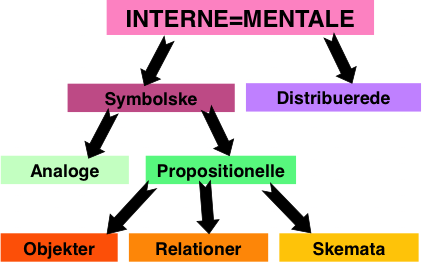 INTERNE=MENTALE
Symbolske
Distribuerede
Analoge
Propositionelle
Objekter
Relationer
Skemata